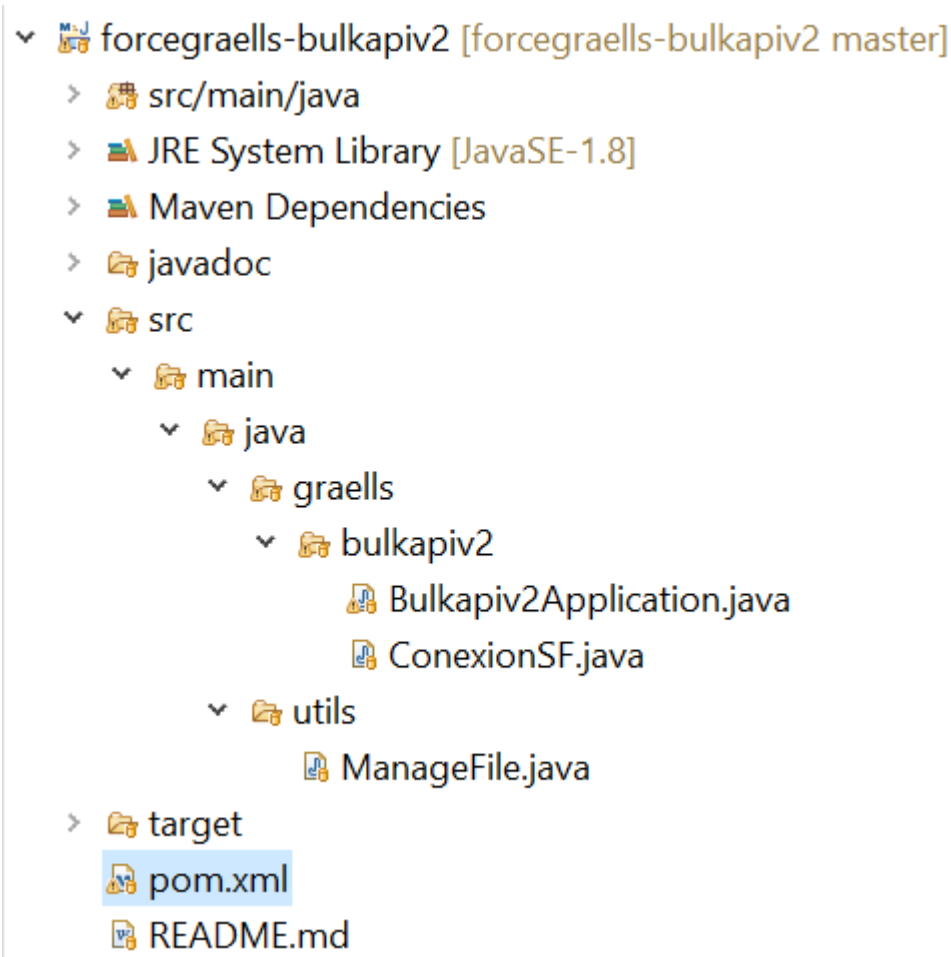 forcegraells-bulkapiv2 [forcegraells-bulkapiv2 master]
src/main/java
JRE System Library [JavaSE-1.8]
Maven Dependencies
javadoc
src
main
java
graells
bulkapiv2
Bulkapiv2Application.java
ConexionSF.java
utils
ManageFile.java
target
pom.xml
README.md